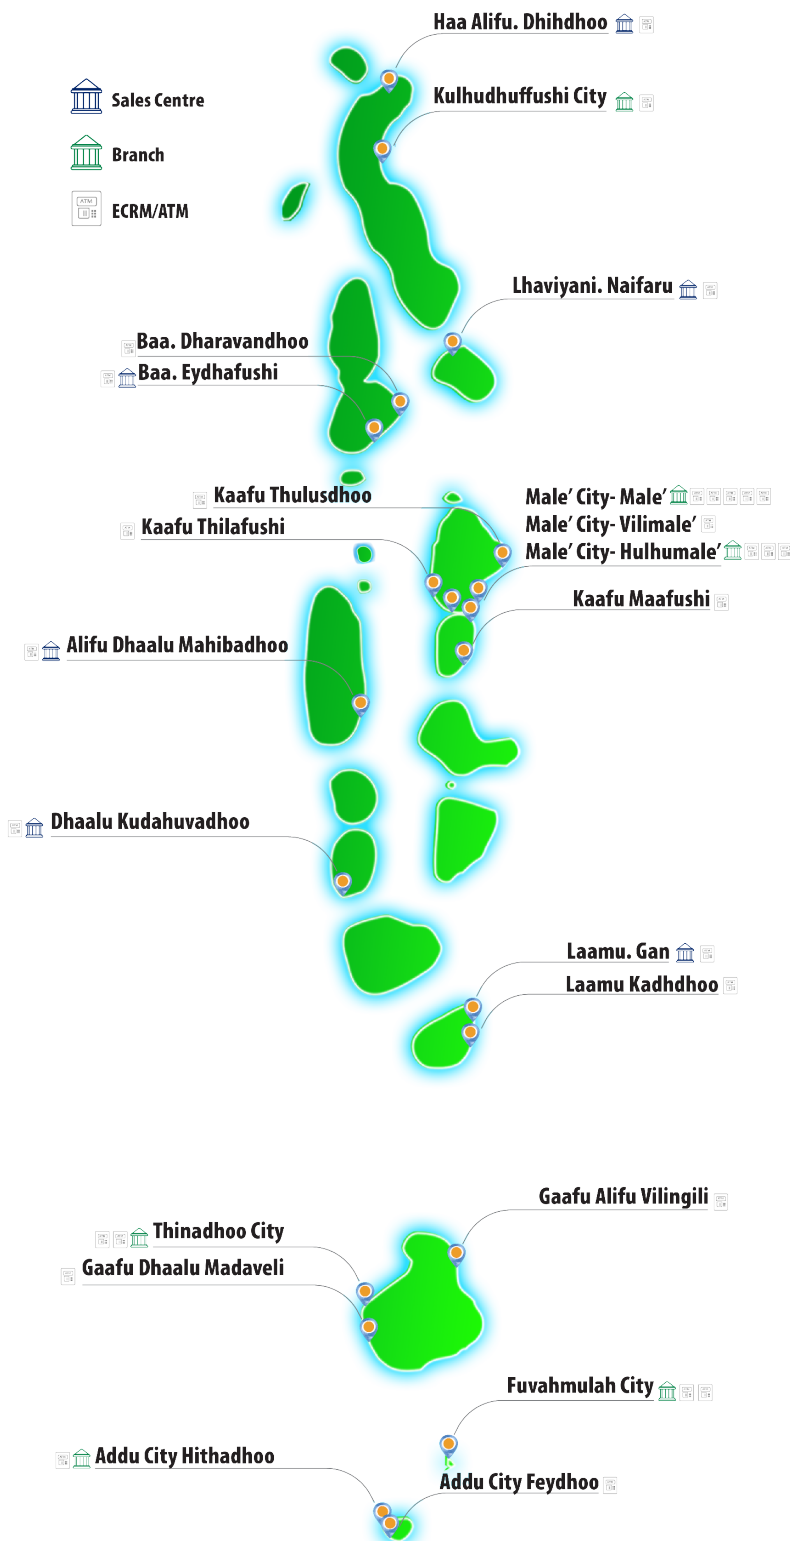 Haa Alifu. Dhihdhoo
Kulhudhuffushi City
Sales Centre
Branch
ATM
ECRM/ATM
Lhaviyani. Naifaru
Baa. Dharavandhoo
Baa. Eydhafushi
Kaafu Thulusdhoo
Kaafu Thilafushi
Male’ City- Male’
Male’ City- Vilimale’
Male’ City- Hulhumale’
Kaafu Maafushi
Alifu Dhaalu Mahibadhoo
Dhaalu Kudahuvadhoo
Laamu. Gan
Laamu Kadhdhoo
Gaafu Alifu Vilingili
Thinadhoo City
Gaafu Dhaalu Madaveli
Fuvahmulah City
Addu City Hithadhoo
Addu City Feydhoo